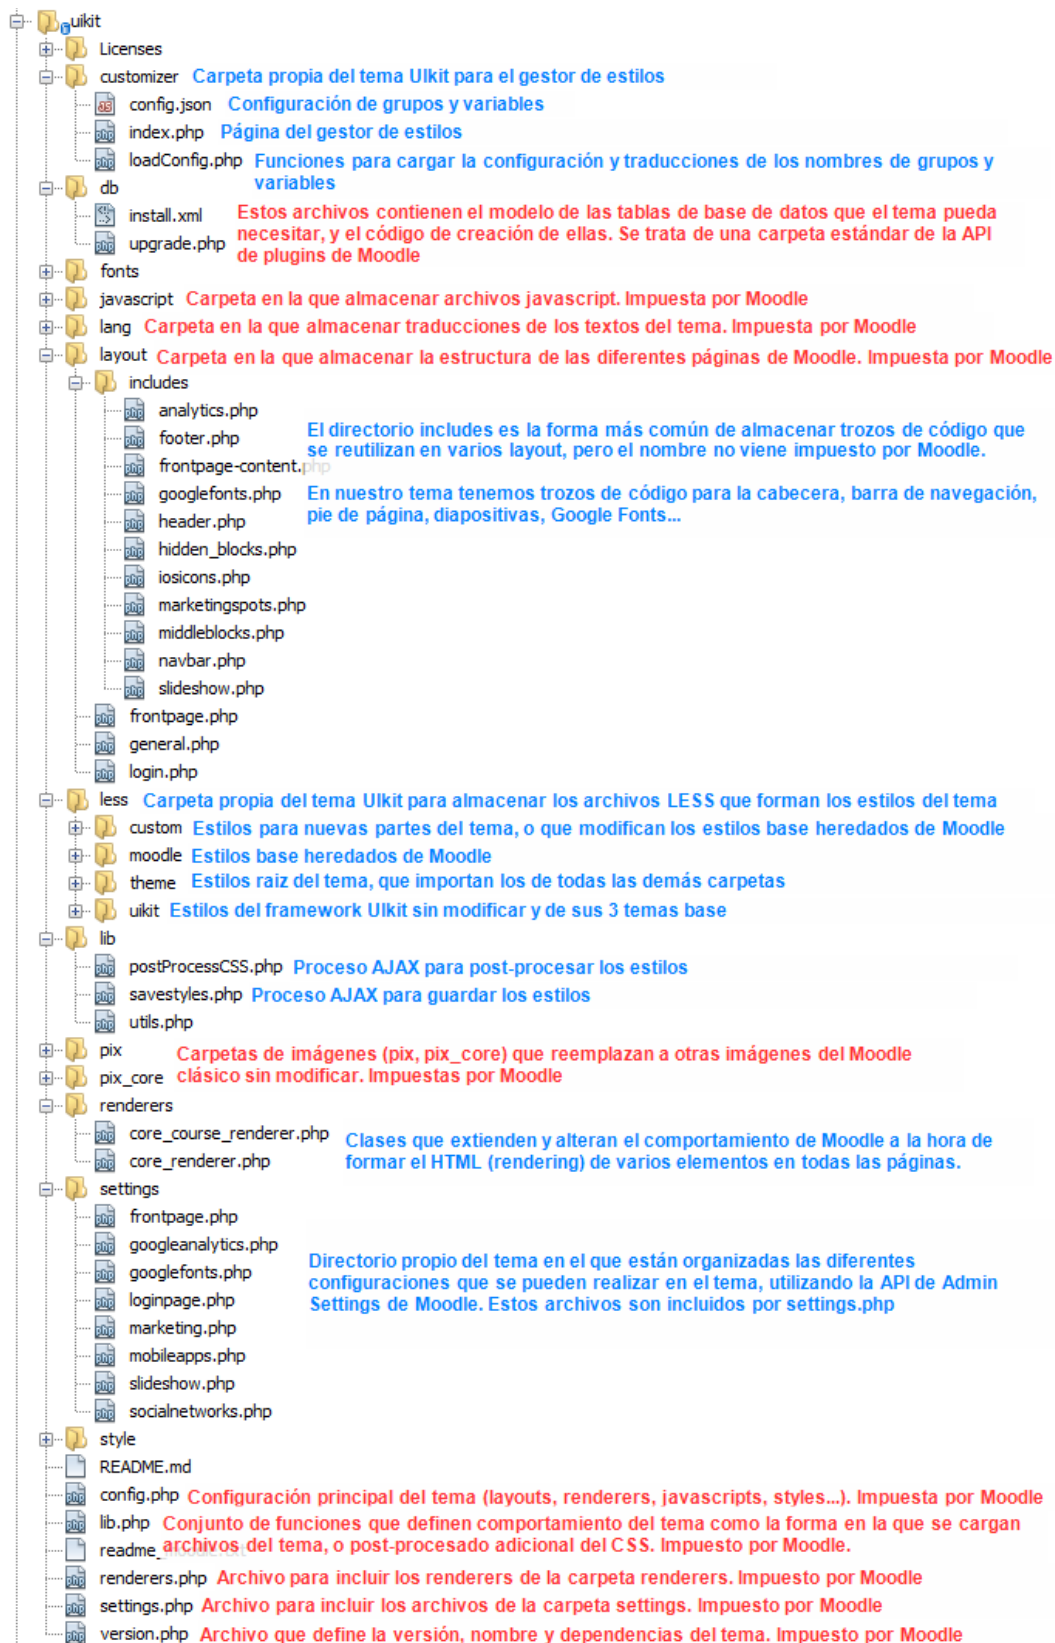 uikit
Licenses
customizer Carpeta propia del tema UIkit para el gestor de estilos
config.json Configuración de grupos y variables
index.php Página del gestor de estilos
loadConfig.php Funciones para cargar la configuración y traducciones de los nombres de grupos y
variables
db
install.xml Estos archivos contienen el modelo de las tablas de base de datos que el tema pueda
necesitar, y el código de creación de ellas. Se trata de una carpeta estándar de la API
upgrade.php
de plugins de Moodle
fonts
javascript Carpeta en la que almacenar archivos javascript. Impuesta por Moodle
lang Carpeta en la que almacenar traducciones de los textos del tema. Impuesta por Moodle
layout Carpeta en la que almacenar la estructura de las diferentes páginas de Moodle. Impuesta por Moodle
includes
analytics.php
footer.php El directorio includes es la forma más común de almacenar trozos de código que
se reutilizan en varios layout, pero el nombre no viene impuesto por Moodle.
frontpage-content.php
googlefonts.php En nuestro tema tenemos trozos de código para la cabecera, barra de navegación,
pie de página, diapositivas, Google Fonts...
header.php
hidden_blocks.php
iosicons.php
marketingspots.php
middleblocks.php
navbar.php
slideshow.php
frontpage.php
general.php
login.php
less Carpeta propia del tema UIkit para almacenar los archivos LESS que forman los estilos del tema
custom Estilos para nuevas partes del tema, o que modifican los estilos base heredados de Moodle
moodle Estilos base heredados de Moodle
theme Estilos raiz del tema, que importan los de todas las demás carpetas
uikit Estilos del framework UIkit sin modificar y de sus 3 temas base
lib
postProcessCSS.php Proceso AJAX para post-procesar los estilos
savestyles.php Proceso AJAX para guardar los estilos
utils.php
pix Carpetas de imágenes (pix, pix_core) que reemplazan a otras imágenes del Moodle
pix_core clásico sin modificar. Impuestas por Moodle
renderers
core_course_renderer.php Clases que extienden y alteran el comportamiento de Moodle a la hora de
core_renderer.php formar el HTML (rendering) de varios elementos en todas las páginas.
settings
frontpage.php
googleanalytics.php
Directorio propio del tema en el que están organizadas las diferentes
googlefonts.php configuraciones que se pueden realizar en el tema, utilizando la API de Admin
loginpage.php Settings de Moodle. Estos archivos son incluidos por settings.php
marketing.php
mobileapps.php
slideshow.php
socialnetworks.php
style
README.md
config.php Configuración principal del tema (layouts, renderers, javascripts, styles...). Impuesta por Moodle
lib.php Conjunto de funciones que definen comportamiento del tema como la forma en la que se cargan
readme_ archivos del tema, o post-procesado adicional del CSS. Impuesto por Moodle.
renderers.php Archivo para incluir los renderers de la carpeta renderers. Impuesto por Moodle
settings.php Archivo para incluir los archivos de la carpeta settings. Impuesto por Moodle
version.php Archivo que define la versión, nombre y dependencias del tema. Impuesto por Moodle